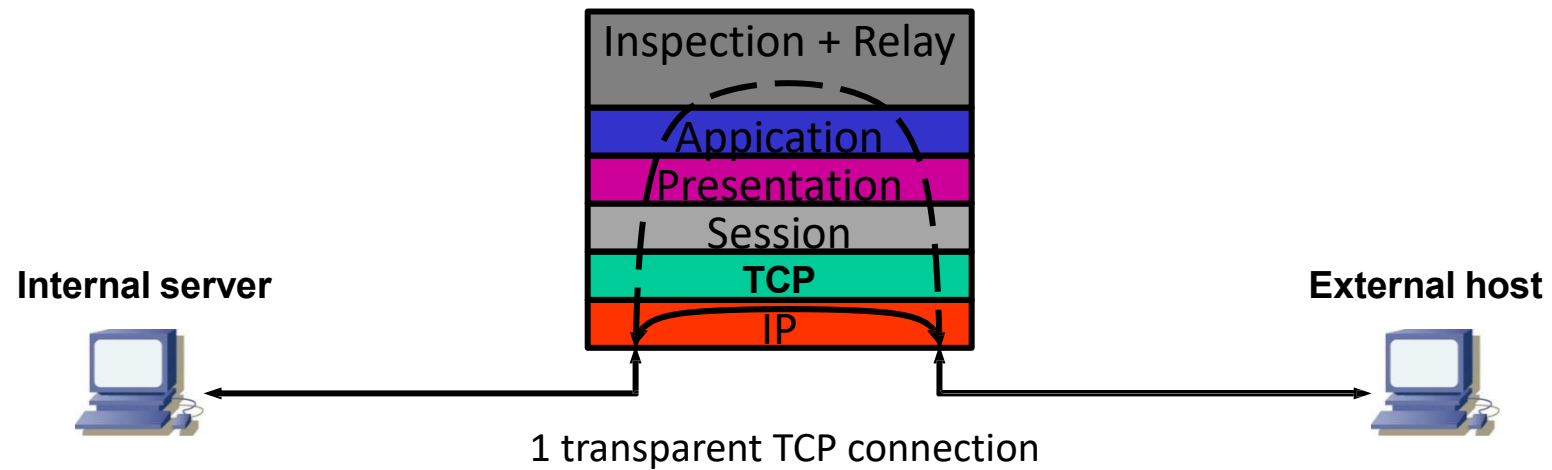 Inspection + Relay
Appication
Presentation
Session
TCP
IP
Internal server
External host
1 transparent TCP connection